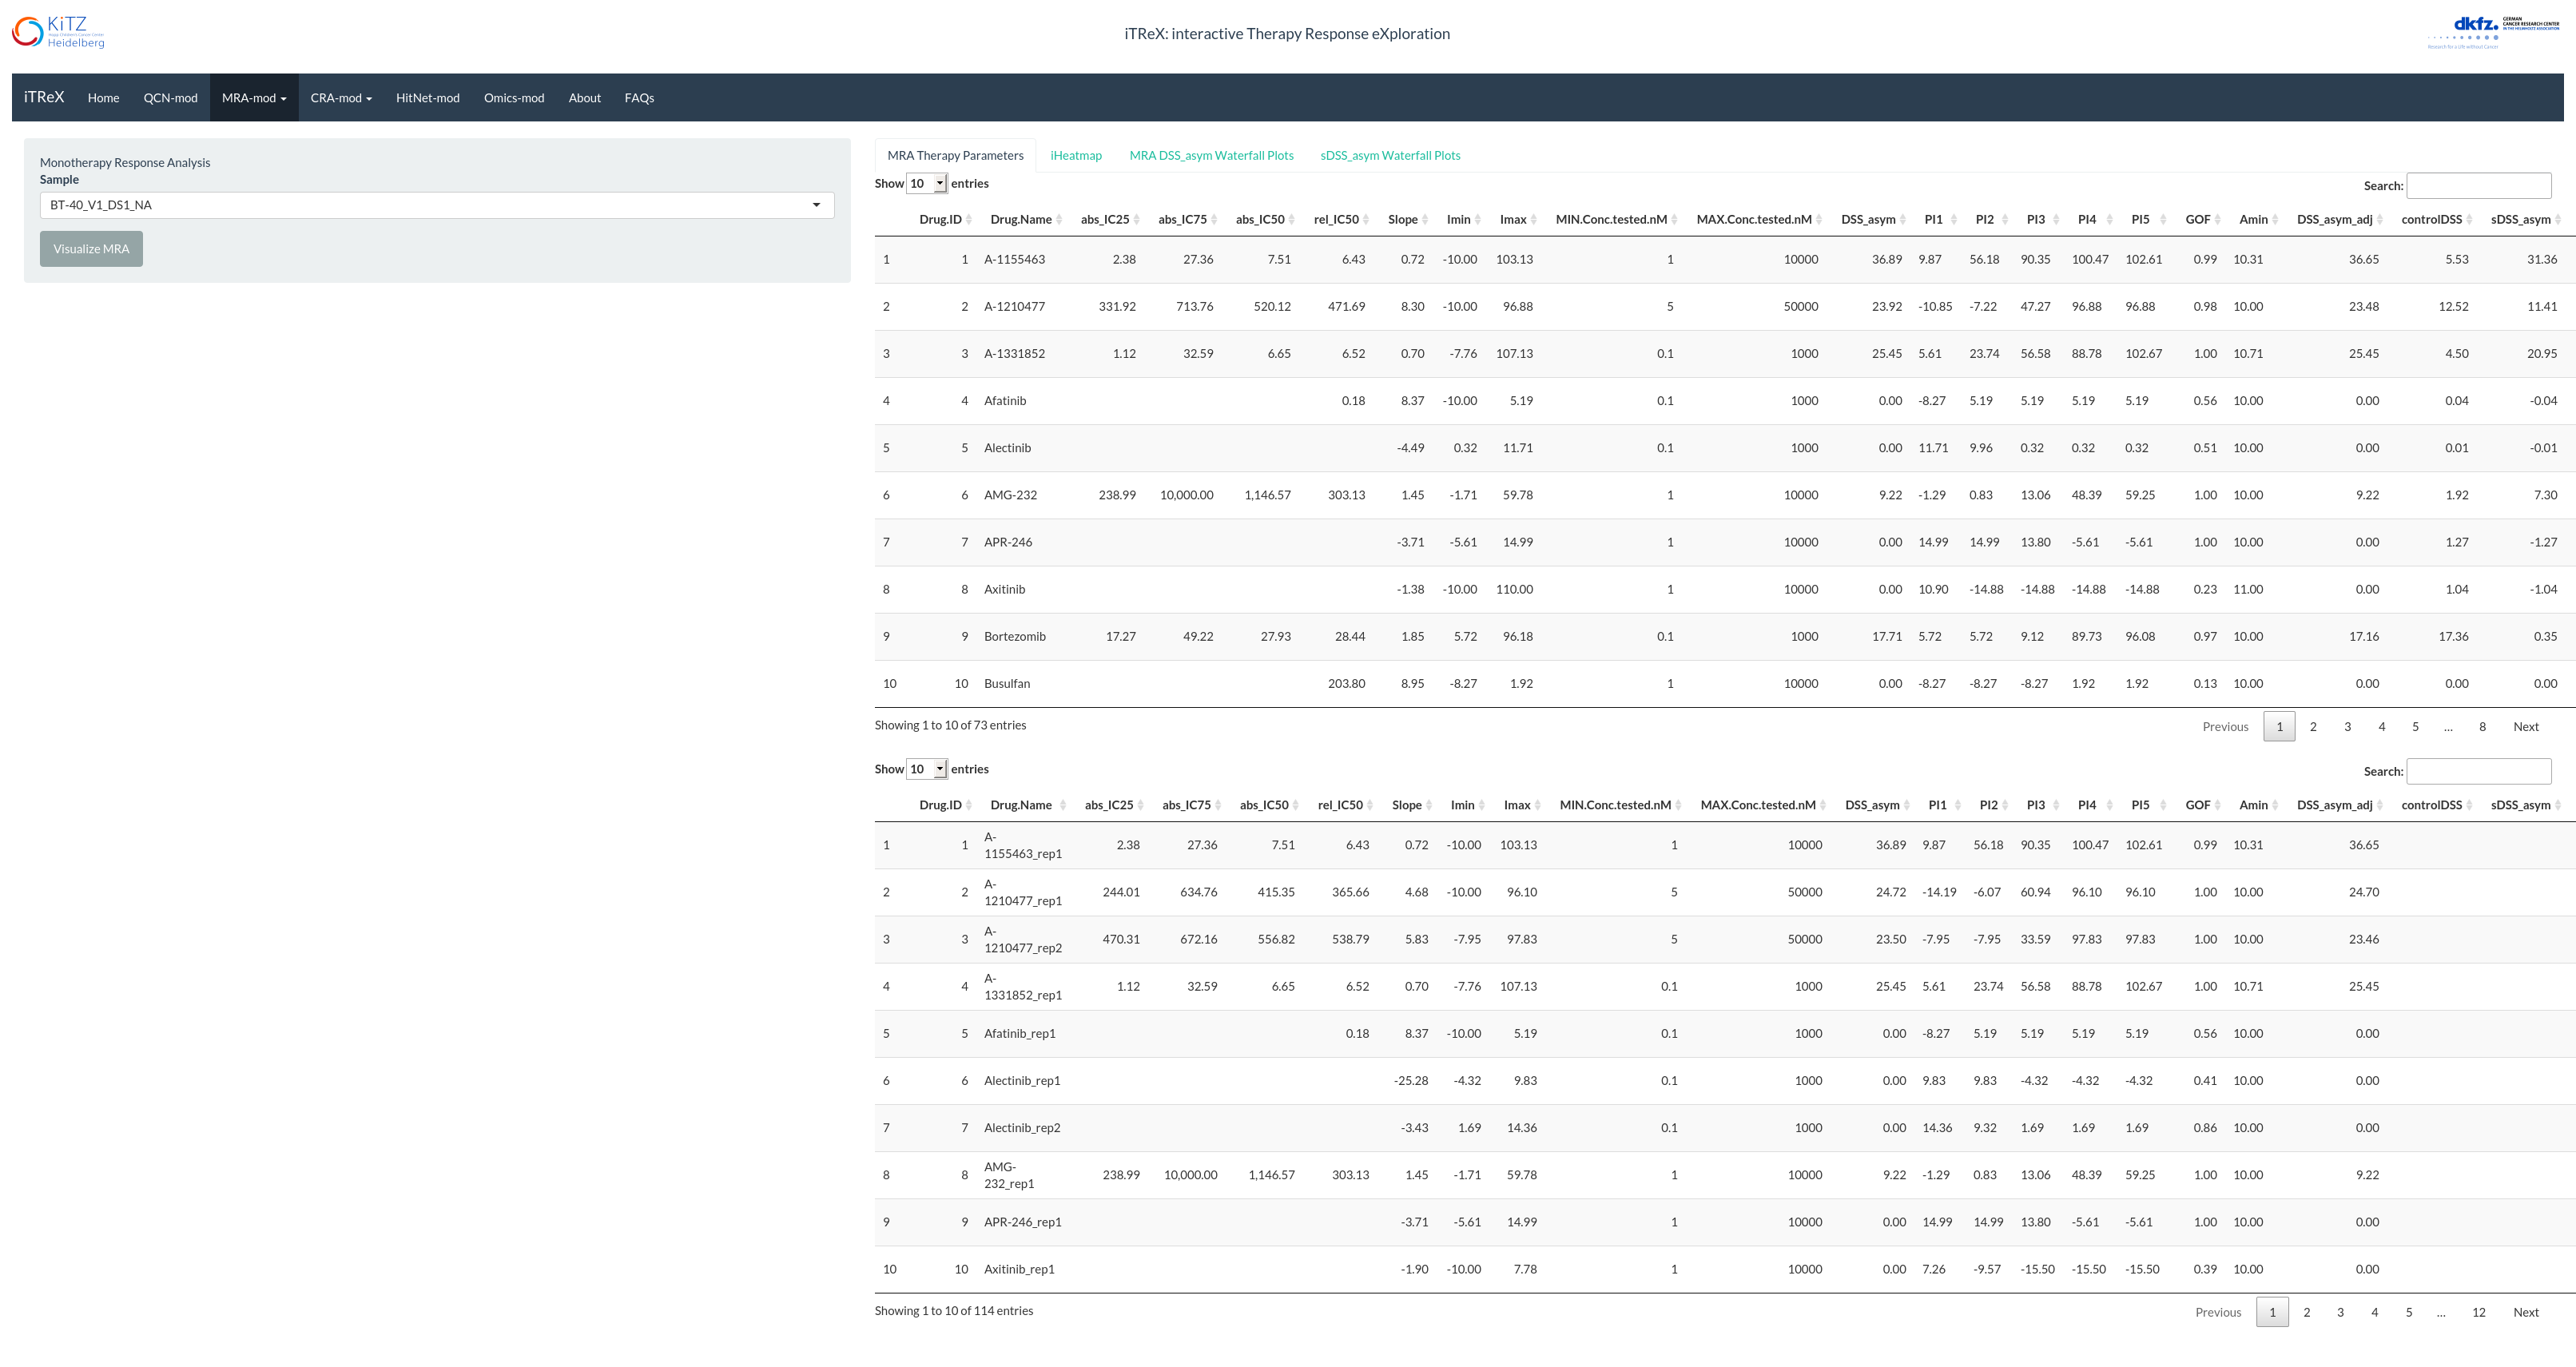 KiTZ
Hopp Children's Cancer Center
Heidelberg
iTReX: interactive Therapy Response eXploration
dkfz. GERMAN
CANCER RESEARCH CENTER
IN THE HELMHOLTZ ASSOCIATION
Research for a Life without Cancer
iTReX Home QCN-mod MRA-mod CRA-mod HitNet-mod Omics-mod About FAQs
Monotherapy Response Analysis
Sample
BT-40_V1_DS1_NA
Visualize MRA
MRA Therapy Parameters iHeatmap MRA DSS_asym Waterfall Plots sDSS_asym Waterfall Plots
Show 10 entries Search:
Drug.ID Drug.Name abs_IC25 abs_IC75 abs_IC50 rel_IC50 Slope Imin Imax MIN.Conc.tested.nM MAX.Conc.tested.nM DSS_asym PI1 PI2 PI3 PI4 PI5 GOF Amin DSS_asym_adj controlDSS sDSS_asym
1 1 A-1155463 2.38 27.36 7.51 6.43 0.72 -10.00 103.13 1 10000 36.89 9.87 56.18 90.35 100.47 102.61 0.99 10.31 36.65 5.53 31.36
2 2 A-1210477 331.92 713.76 520.12 471.69 8.30 -10.00 96.88 5 50000 23.92 -10.85 -7.22 47.27 96.88 96.88 0.98 10.00 23.48 12.52 11.41
3 3 A-1331852 1.12 32.59 6.65 6.52 0.70 -7.76 107.13 0.1 1000 25.45 5.61 23.74 56.58 88.78 102.67 1.00 10.71 25.45 4.50 20.95
4 4 Afatinib 0.18 8.37 -10.00 5.19 0.1 1000 0.00 -8.27 5.19 5.19 5.19 5.19 0.56 10.00 0.00 0.04 -0.04
5 5 Alectinib -4.49 0.32 11.71 0.1 1000 0.00 11.71 9.96 0.32 0.32 0.32 0.51 10.00 0.00 0.01 -0.01
6 6 AMG-232 238.99 10,000.00 1,146.57 303.13 1.45 -1.71 59.78 1 10000 9.22 -1.29 0.83 13.06 48.39 59.25 1.00 10.00 9.22 1.92 7.30
7 7 APR-246 -3.71 -5.61 14.99 1 10000 0.00 14.99 14.99 13.80 -5.61 -5.61 1.00 10.00 0.00 1.27 -1.27
8 8 Axitinib -1.38 -10.00 110.00 1 10000 0.00 10.90 -14.88 -14.88 -14.88 -14.88 0.23 11.00 0.00 1.04 -1.04
9 9 Bortezomib 17.27 49.22 27.93 28.44 1.85 5.72 96.18 0.1 1000 17.71 5.72 5.72 9.12 89.73 96.08 0.97 10.00 17.16 17.36 0.35
10 10 Busulfan 203.80 8.95 -8.27 1.92 1 10000 0.00 -8.27 -8.27 -8.27 1.92 1.92 0.13 10.00 0.00 0.00 0.00
Showing 1 to 10 of 73 entries Previous 1 2 3 4 5 … 8 Next
Show 10 entries Search:
Drug.ID Drug.Name abs_IC25 abs_IC75 abs_IC50 rel_IC50 Slope Imin Imax MIN.Conc.tested.nM MAX.Conc.tested.nM DSS_asym PI1 PI2 PI3 PI4 PI5 GOF Amin DSS_asym_adj controlDSS sDSS_asym
A-
1 1 1155463_rep1 2.38 27.36 7.51 6.43 0.72 -10.00 103.13 1 10000 36.89 9.87 56.18 90.35 100.47 102.61 0.99 10.31 36.65
A-
2 2 1210477_rep1 244.01 634.76 415.35 365.66 4.68 -10.00 96.10 5 50000 24.72 -14.19 -6.07 60.94 96.10 96.10 1.00 10.00 24.70
A-
3 3 1210477_rep2 470.31 672.16 556.82 538.79 5.83 -7.95 97.83 5 50000 23.50 -7.95 -7.95 33.59 97.83 97.83 1.00 10.00 23.46
A-
4 4 1331852_rep1 1.12 32.59 6.65 6.52 0.70 -7.76 107.13 0.1 1000 25.45 5.61 23.74 56.58 88.78 102.67 1.00 10.71 25.45
5 5 Afatinib_rep1 0.18 8.37 -10.00 5.19 0.1 1000 0.00 -8.27 5.19 5.19 5.19 5.19 0.56 10.00 0.00
6 6 Alectinib_rep1 -25.28 -4.32 9.83 0.1 1000 0.00 9.83 9.83 -4.32 -4.32 -4.32 0.41 10.00 0.00
7 7 Alectinib_rep2 -3.43 1.69 14.36 0.1 1000 0.00 14.36 9.32 1.69 1.69 1.69 0.86 10.00 0.00
AMG-
8 8 232_rep1 238.99 10,000.00 1,146.57 303.13 1.45 -1.71 59.78 1 10000 9.22 -1.29 0.83 13.06 48.39 59.25 1.00 10.00 9.22
9 9 APR-246_rep1 -3.71 -5.61 14.99 1 10000 0.00 14.99 14.99 13.80 -5.61 -5.61 1.00 10.00 0.00
10 10 Axitinib_rep1 -1.90 -10.00 7.78 1 10000 0.00 7.26 -9.57 -15.50 -15.50 -15.50 0.39 10.00 0.00
Showing 1 to 10 of 114 entries Previous 1 2 3 4 5 … 12 Next